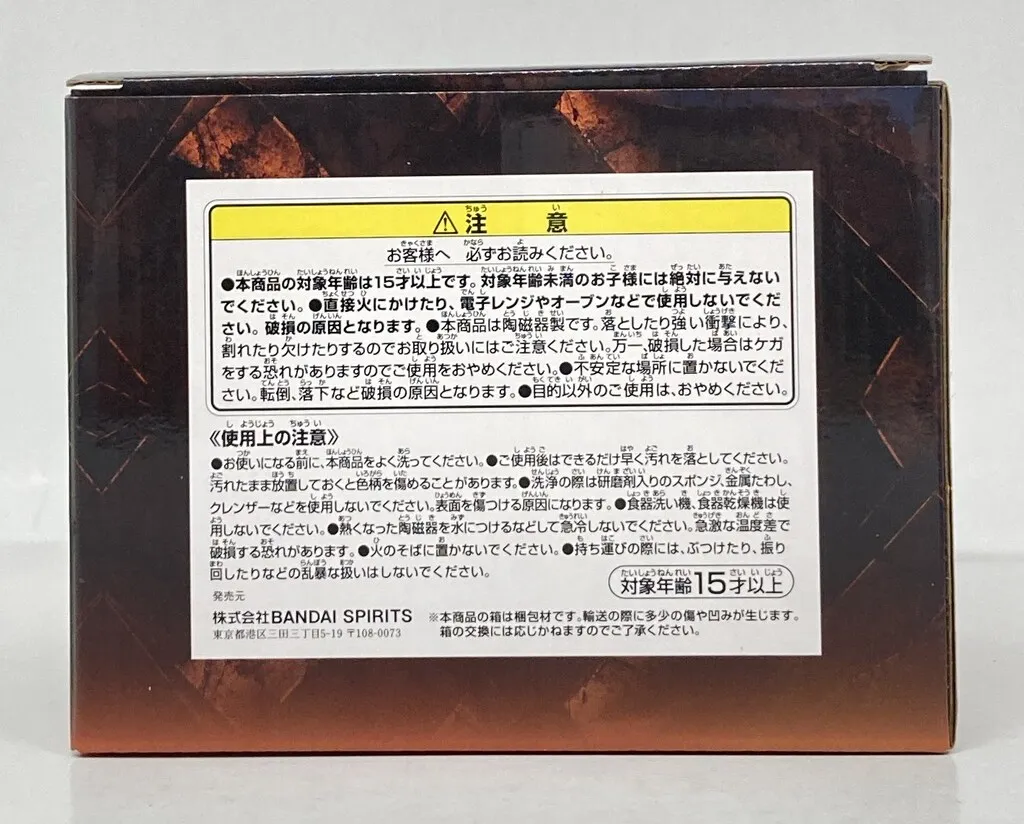 ⚠注 意
お客様へ 必ずお読みください。
●本商品の対象年齢は15才以上です。対象年齢未満のお子様には絶対に与えない
でください。●直接火にかけたり、電子レンジやオーブンなどで使用しないでくだ
さい。破損の原因となります。●本商品は陶磁器製です。落としたり強い衝撃により、
割れたり欠けたりするのでお取り扱いにはご注意ください。万一、破損した場合はケガ
をする恐れがありますのでご使用をおやめください。●不安定な場所に置かないでくだ
さい。転倒、落下など破損の原因となります。●目的以外のご使用は、おやめください。
《使用上の注意》
●お使いになる前に、本商品をよく洗ってください。●ご使用後はできるだけ早く汚れを落としてください。
汚れたまま放置しておくと色柄を傷めることがあります。●洗浄の際は研磨剤入りのスポンジ、金属たわし、
クレンザーなどを使用しないでください。表面を傷つける原因になります。●食器洗い機、食器乾燥機は使
用しないでください。●熱くなった陶磁器を水につけるなどして急冷しないでください。急激な温度差で
破損する恐れがあります。●火のそばに置かないでください。●持ち運びの際には、ぶつけたり、振り
回したりなどの乱暴な扱いはしないでください。
対象年齢15才以上
発売元
株式会社BANDAI SPIRITS
東京都港区三田三丁目5-19 〒108-0073
※本商品の箱は梱包材です。輸送の際に多少の傷や凹みが生じます。
箱の交換には応じかねますのでご了承ください。